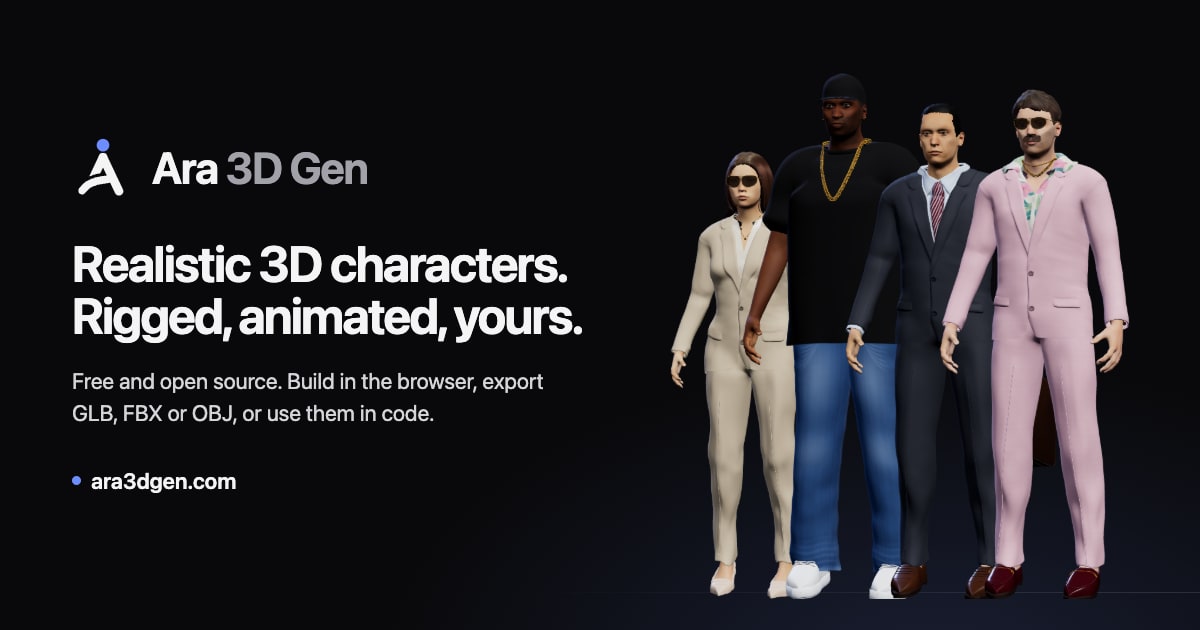 Ara 3D Gen
Realistic 3D characters.
Rigged, animated, yours.
Free and open source. Build in the browser, export
GLB, FBX or OBJ, or use them in code.
ara3dgen.com